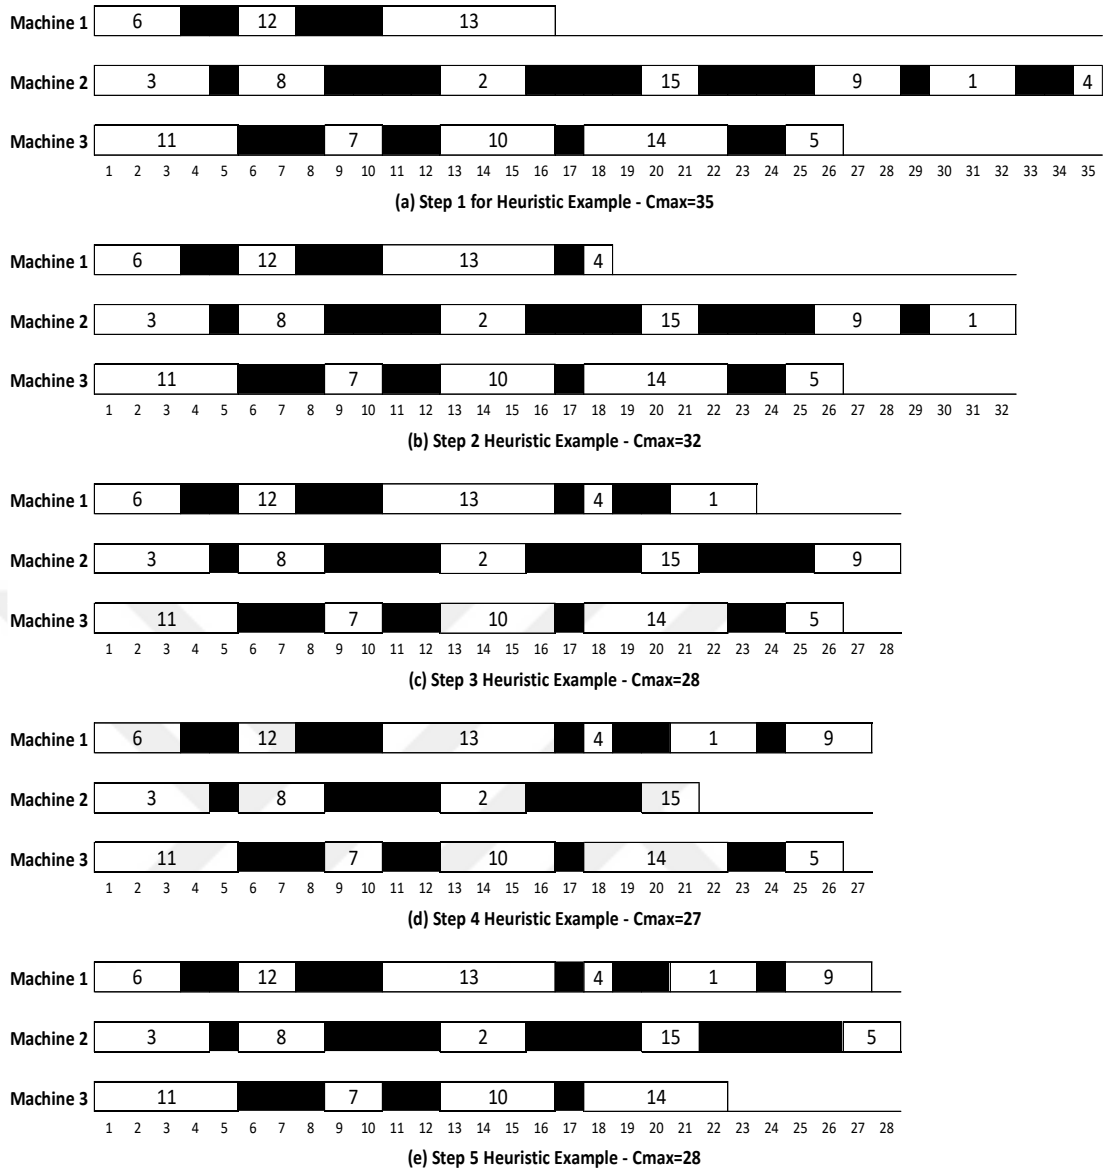 Machine 1 6 12 13
Machine 2 3 8 2 15 9 1 4
Machine 3 11 7 10 14 5
1 2 3 4 5 6 7 8 9 10 11 12 13 14 15 16 17 18 19 20 21 22 23 24 25 26 27 28 29 30 31 32 33 34 35
(a) Step 1 for Heuristic Example - Cmax=35
Machine 1 6 12 13 4
Machine 2 3 8 2 15 9 1
Machine 3 11 7 10 14 5
1 2 3 4 5 6 7 8 9 10 11 12 13 14 15 16 17 18 19 20 21 22 23 24 25 26 27 28 29 30 31 32
(b) Step 2 Heuristic Example - Cmax=32
Machine 1 6 12 13 4 1
Machine 2 3 8 2 15 9
Machine 3 11 7 10 14 5
1 2 3 4 5 6 7 8 9 10 11 12 13 14 15 16 17 18 19 20 21 22 23 24 25 26 27 28
(c) Step 3 Heuristic Example - Cmax=28
Machine 1 6 12 13 4 1 9
Machine 2 3 8 2 15
Machine 3 11 7 10 14 5
1 2 3 4 5 6 7 8 9 10 11 12 13 14 15 16 17 18 19 20 21 22 23 24 25 26 27
(d) Step 4 Heuristic Example - Cmax=27
Machine 1 6 12 13 4 1 9
Machine 2 3 8 2 15 5
Machine 3 11 7 10 14
1 2 3 4 5 6 7 8 9 10 11 12 13 14 15 16 17 18 19 20 21 22 23 24 25 26 27 28
(e) Step 5 Heuristic Example - Cmax=28